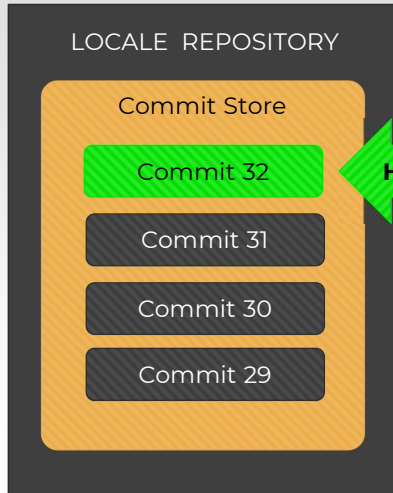 LOCALE REPOSITORY
Commit Store
Commit 32
Commit 31
Commit 30
Commit 29